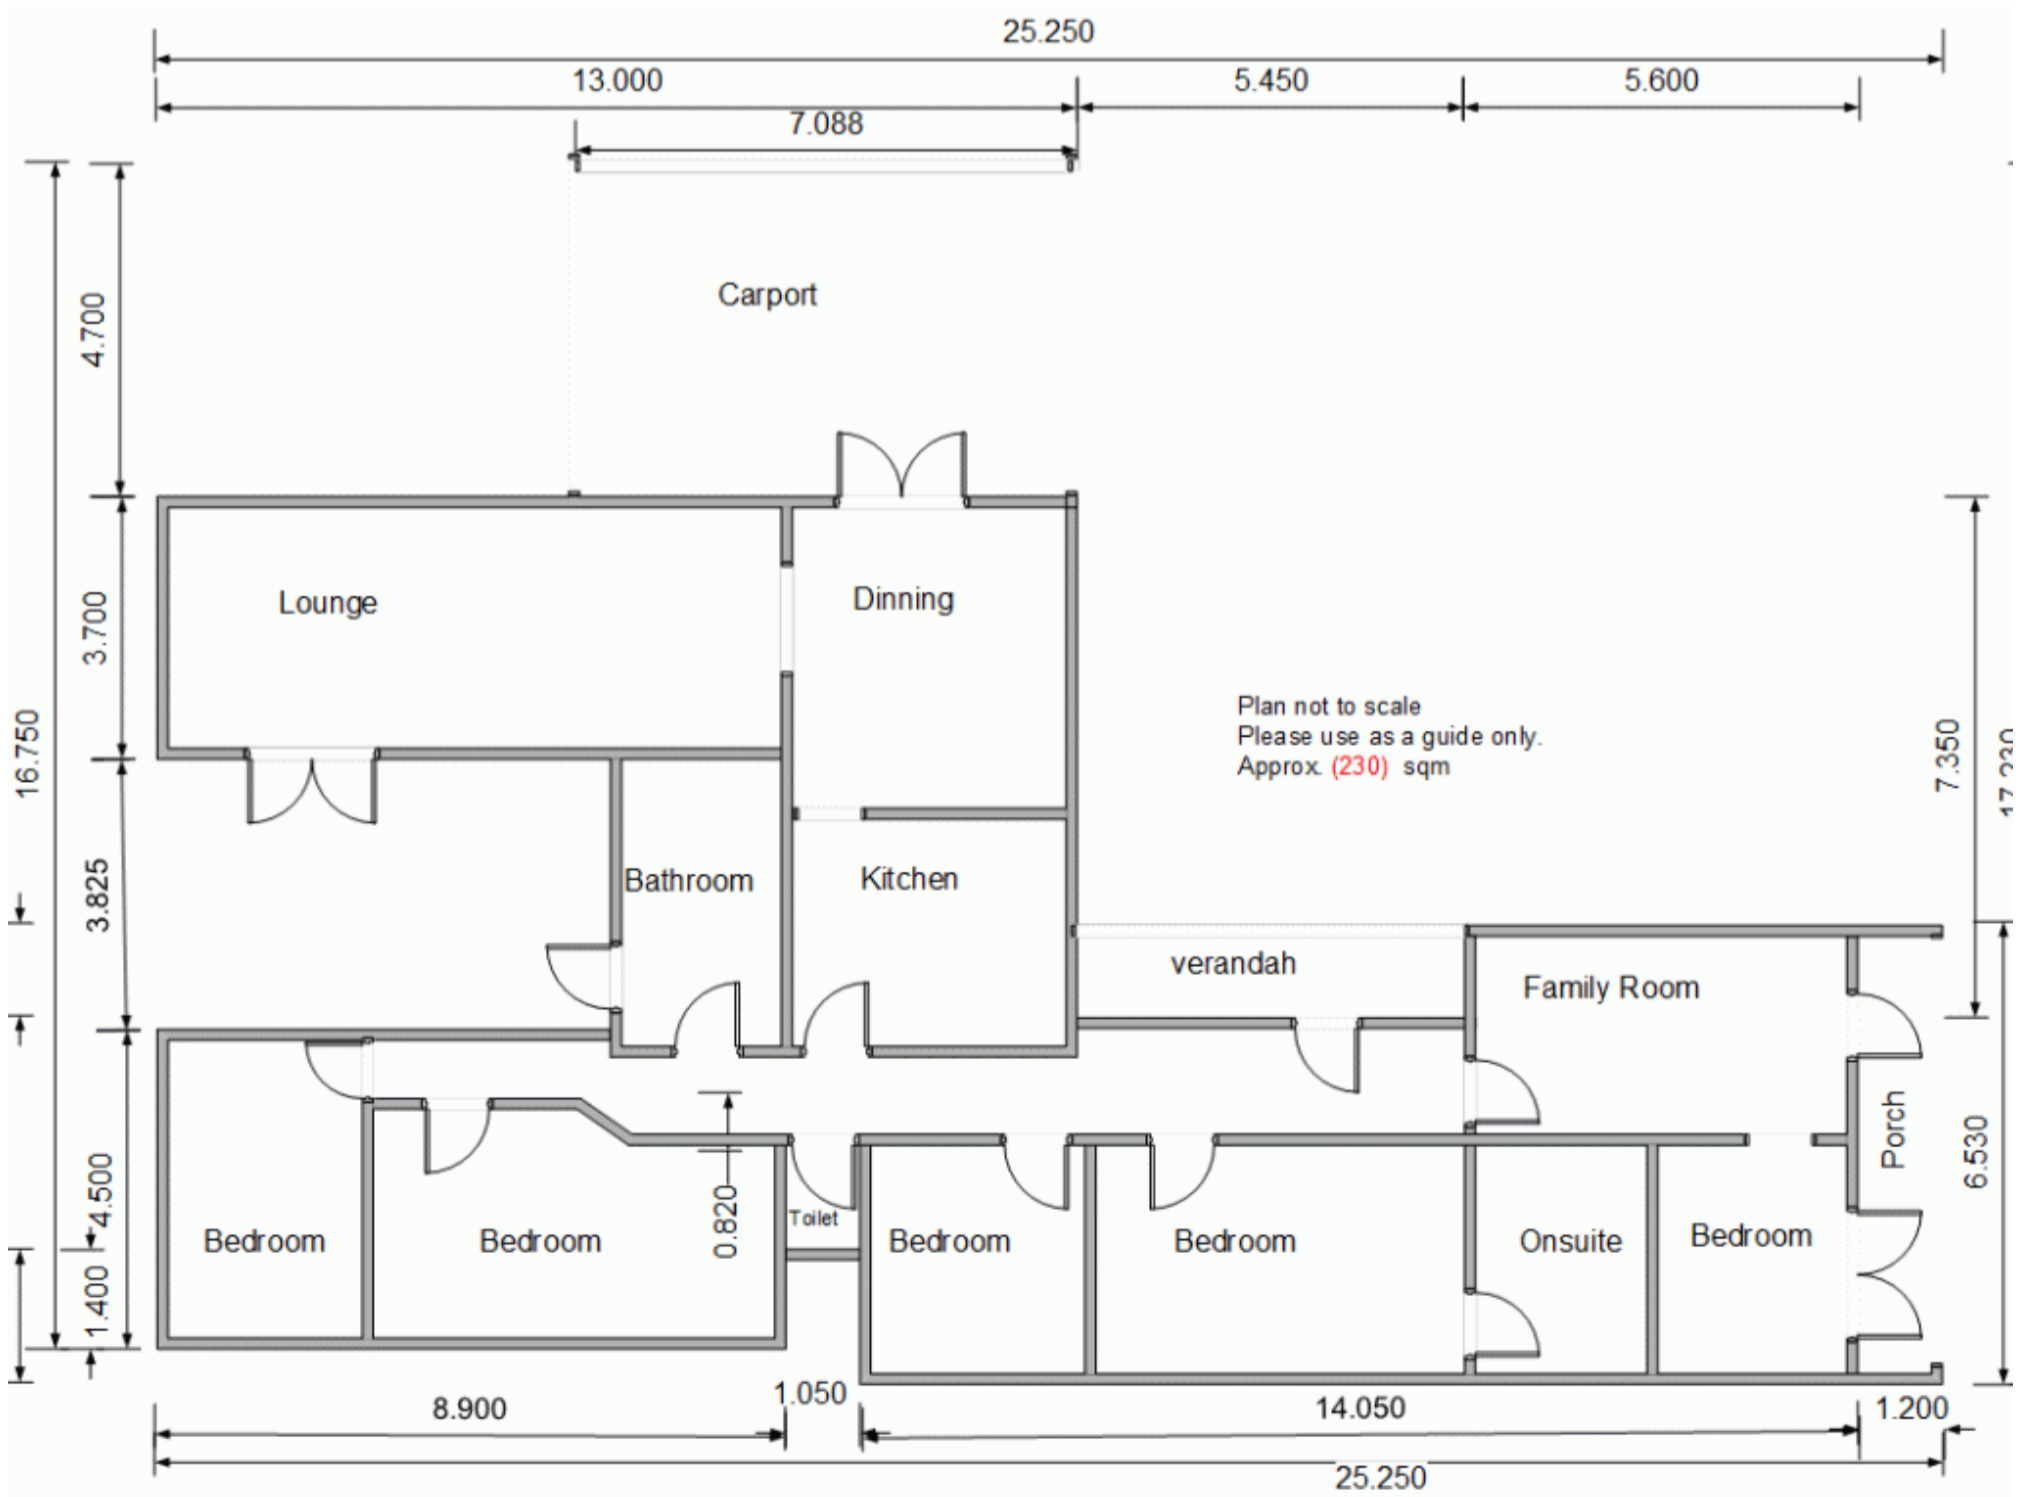 25.250
13.000
5.450
5.600
7.088
Carport
4.700
3.700
16.750
3.825
4.500
1.400
Lounge
Dinning
Plan not to scale
Please use as a guide only.
Approx. (230) sqm
7.350
17.230
Bathroom
Kitchen
verandah
Family Room
Porch
6.530
0.820
Toilet
Bedroom
Bedroom
Bedroom
Bedroom
Onsuite
Bedroom
8.900
1.050
14.050
1.200
25.250